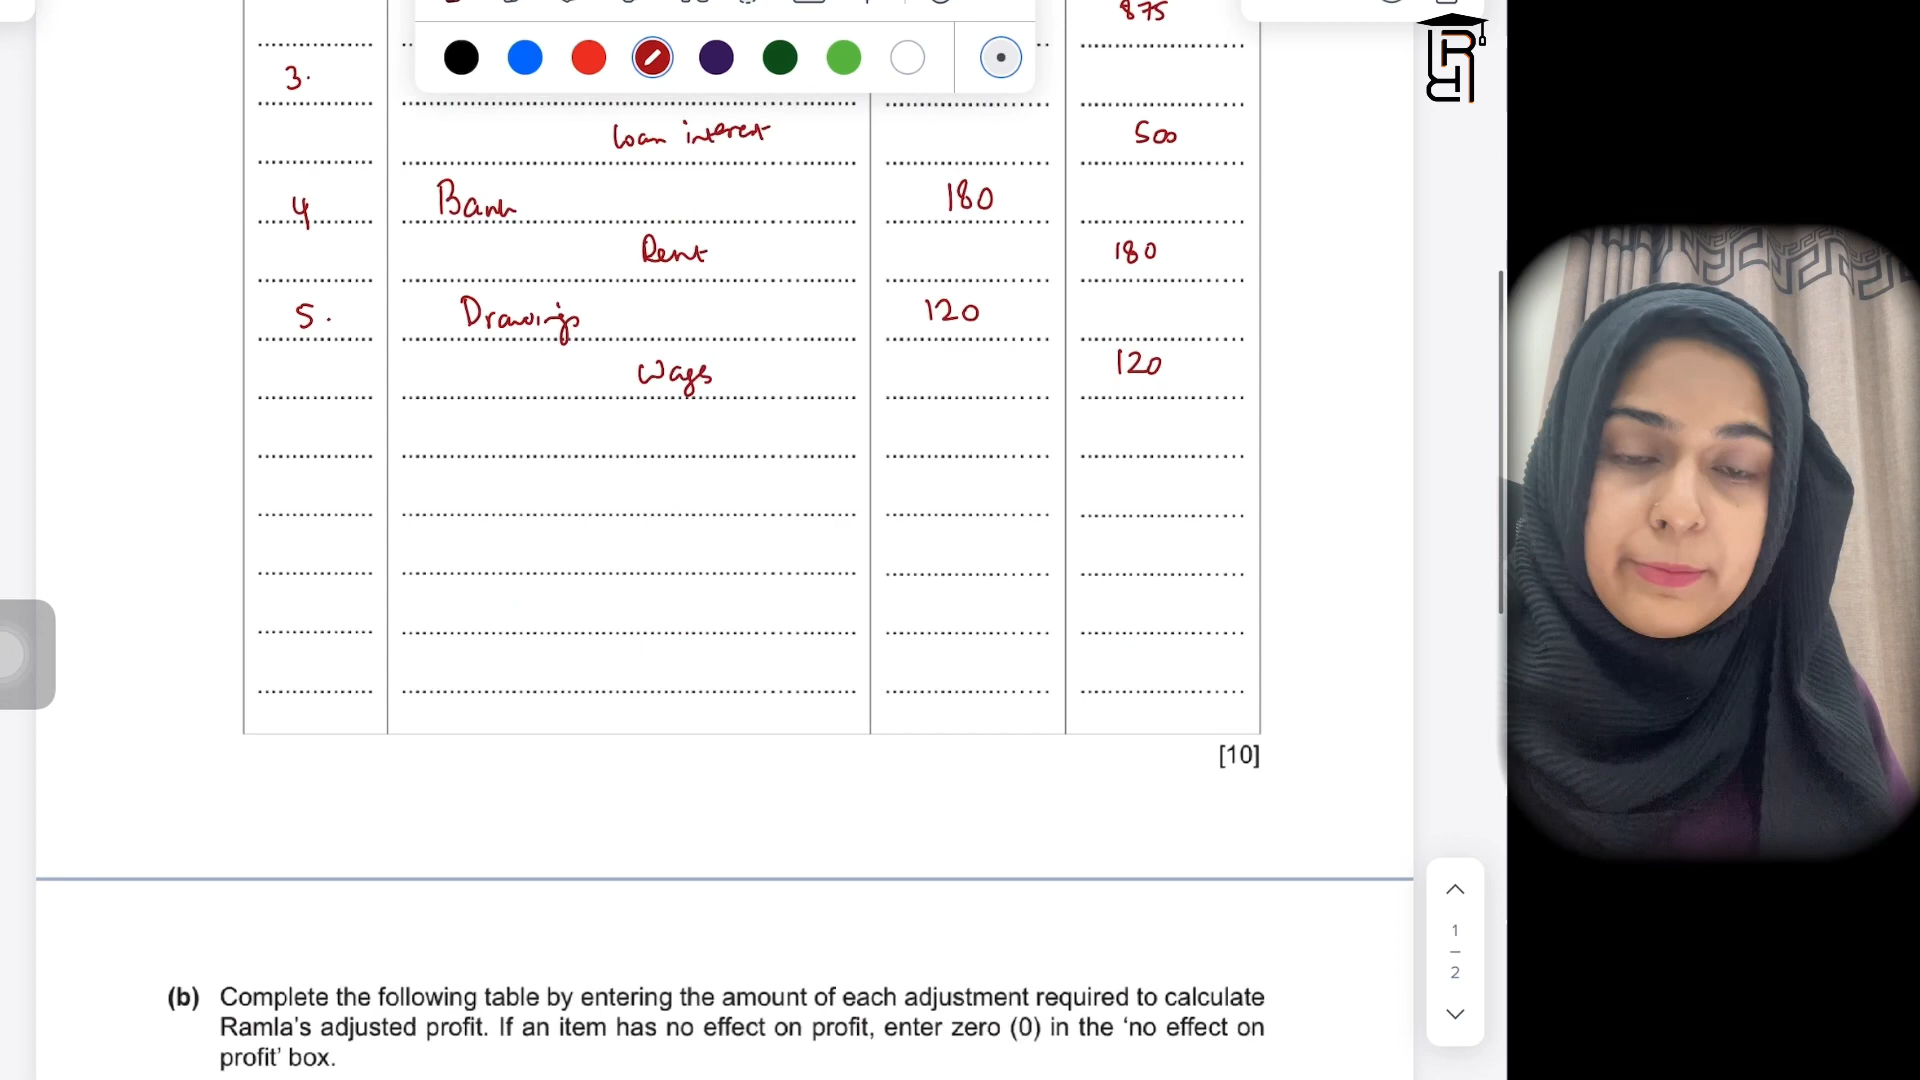 875
3.
loan interest 500
4 Bank 180
Rent 180
5. Drawings 120
Wages 120
[10]
1
2
(b) Complete the following table by entering the amount of each adjustment required to calculate
Ramla's adjusted profit. If an item has no effect on profit, enter zero (0) in the 'no effect on
profit' box.